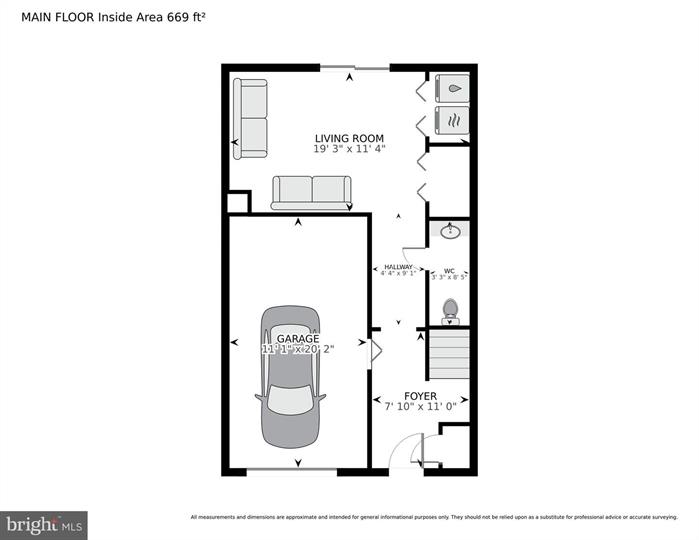 MAIN FLOOR Inside Area 669 ft²
LIVING ROOM
19' 3" x 11' 4"
HALLWAY
4' 4" x 9' 1"
WC
3' 3" x 8' 5"
GARAGE
11' 1" x 20' 2"
FOYER
7' 10" x 11' 0"
All measurements and dimensions are approximate and intended for general informational purposes only. They should not be relied upon as a substitute for professional advice or accurate surveying.
bright MLS